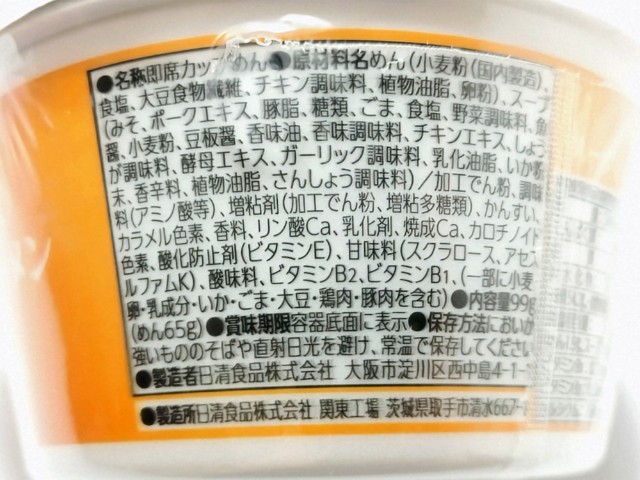 ●名称即席カップめん●原材料名めん(小麦粉(国内製造)、
食塩、大豆食物繊維、チキン調味料、植物油脂、卵粉)、スープ
(みそ、ポークエキス、豚脂、糖類、ごま、食塩、野菜調味料、魚
醤、小麦粉、豆板醤、香味油、香味調味料、チキンエキス、しょう
が調味料、酵母エキス、ガーリック調味料、乳化油脂、いか粉
末、香辛料、植物油脂、さんしょう調味料)/加工でん粉、調味
料(アミノ酸等)、増粘剤(加工でん粉、増粘多糖類)、かんすい、
カラメル色素、香料、リン酸Ca、乳化剤、焼成Ca、カロチノイド
色素、酸化防止剤(ビタミンE)、甘味料(スクラロース、アセス
ルファムK)、酸味料、ビタミンB2、ビタミンB1、(一部に小麦・
卵・乳成分・いか・ごま・大豆・鶏肉・豚肉を含む)●内容量99g
(めん65g)●賞味期限容器底面に表示●保存方法においが
強いもののそばや直射日光を避け、常温で保存してください
●製造者日清食品株式会社 大阪市淀川区西中島4-1-
●製造所日清食品株式会社 関東工場 茨城県取手市清水667-